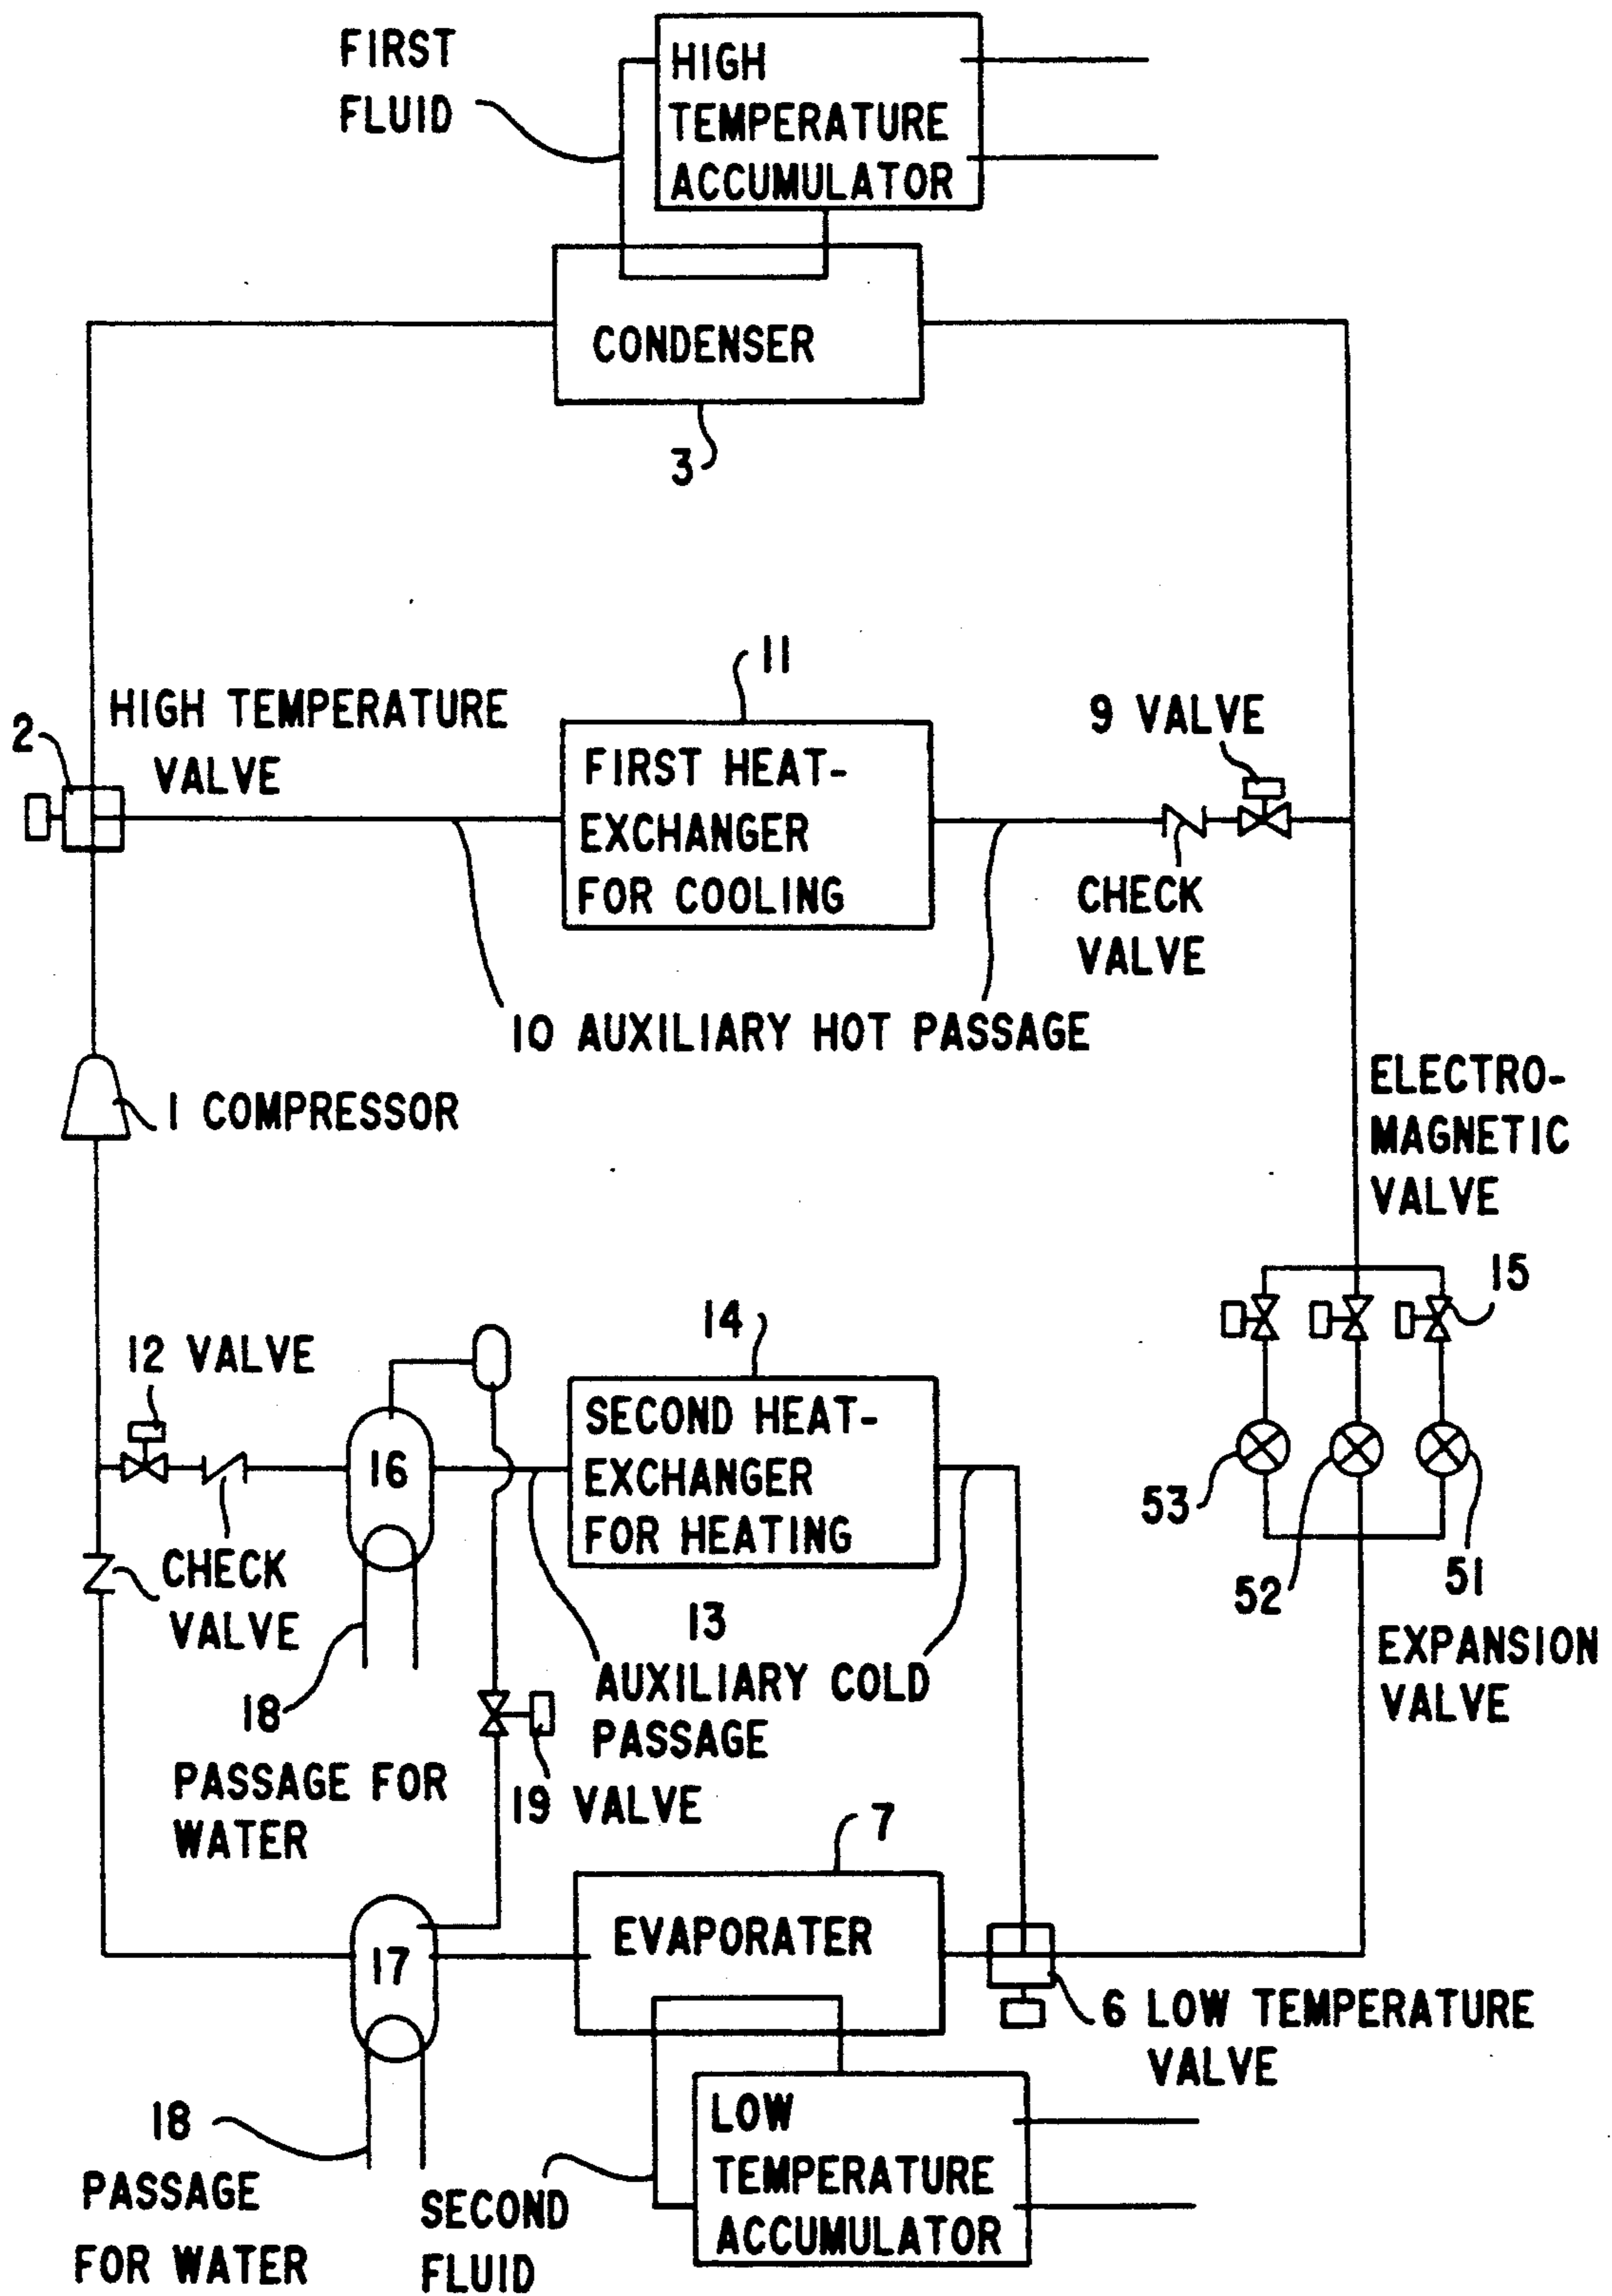 FIRST
FLUID
HIGH
TEMPERATURE
ACCUMULATOR
CONDENSER
3
11
2
HIGH TEMPERATURE
VALVE
FIRST HEAT-
EXCHANGER
FOR COOLING
9 VALVE
CHECK
VALVE
10 AUXILIARY HOT PASSAGE
1 COMPRESSOR
ELECTRO-
MAGNETIC
VALVE
15
14
12 VALVE
16
SECOND HEAT-
EXCHANGER
FOR HEATING
53
52
51
CHECK
VALVE
13
AUXILIARY COLD
PASSAGE
EXPANSION
VALVE
18
PASSAGE FOR
WATER
19 VALVE
7
17
EVAPORATER
6 LOW TEMPERATURE
VALVE
18
PASSAGE
FOR WATER
SECOND
FLUID
LOW
TEMPERATURE
ACCUMULATOR